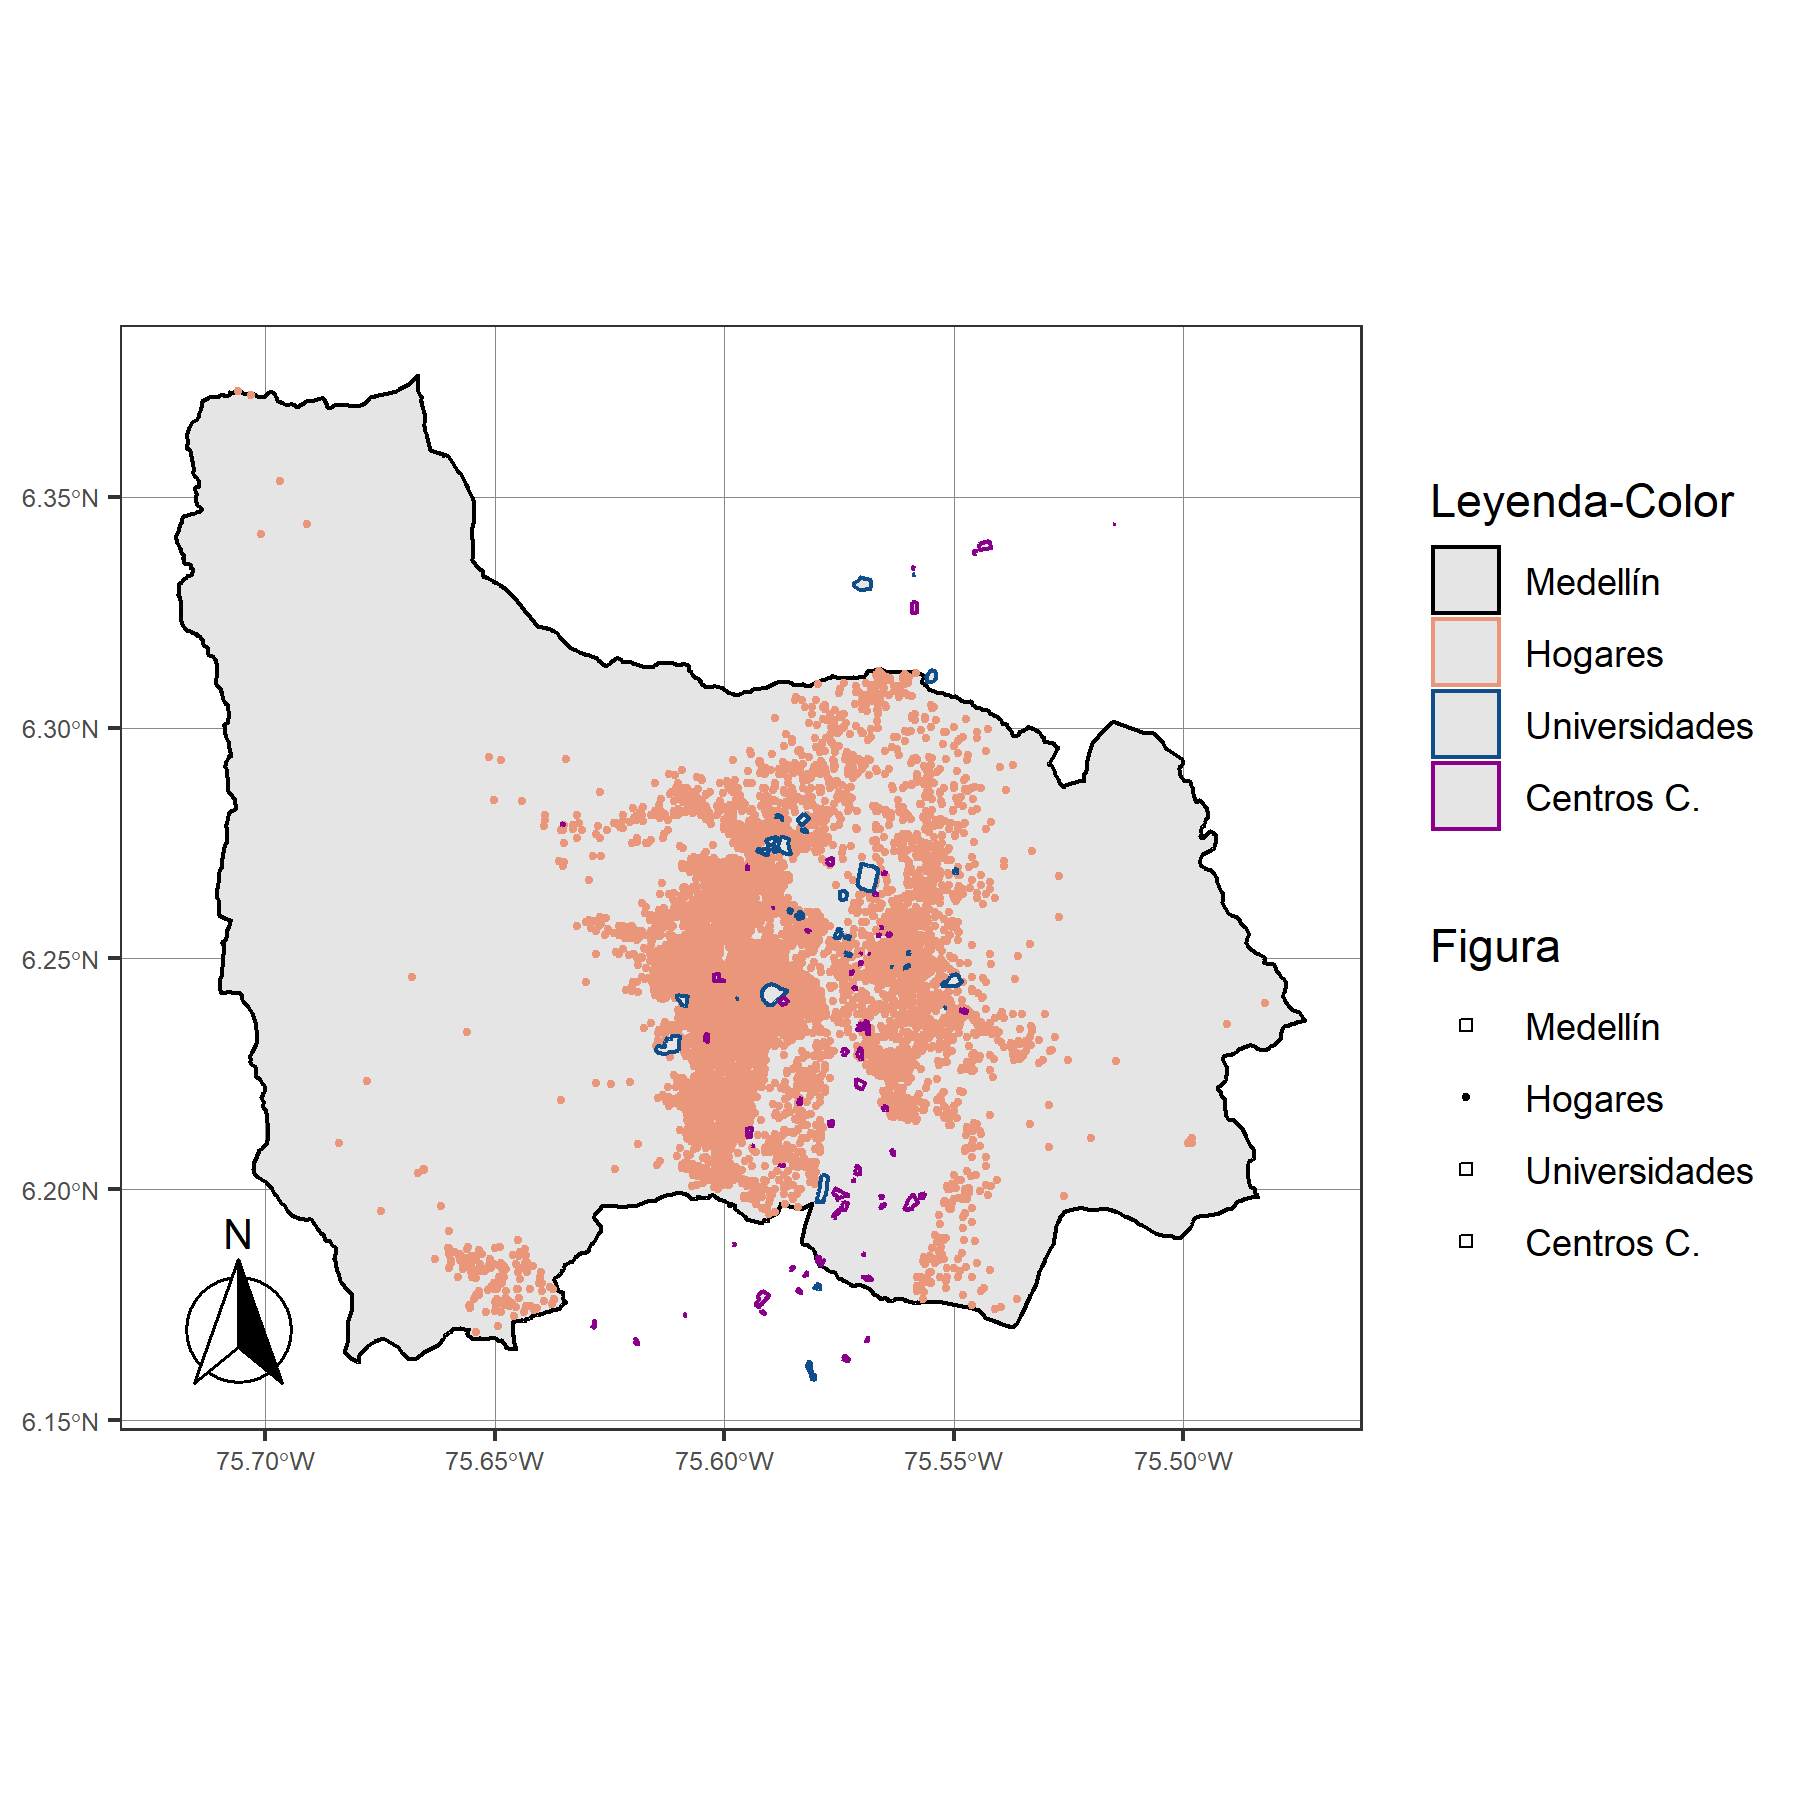 6.35°N
6.30°N
6.25°N
6.20°N
6.15°N
75.70°W
75.65°W
75.60°W
75.55°W
75.50°W
N
Leyenda-Color
Medellín
Hogares
Universidades
Centros C.
Figura
Medellín
Hogares
Universidades
Centros C.